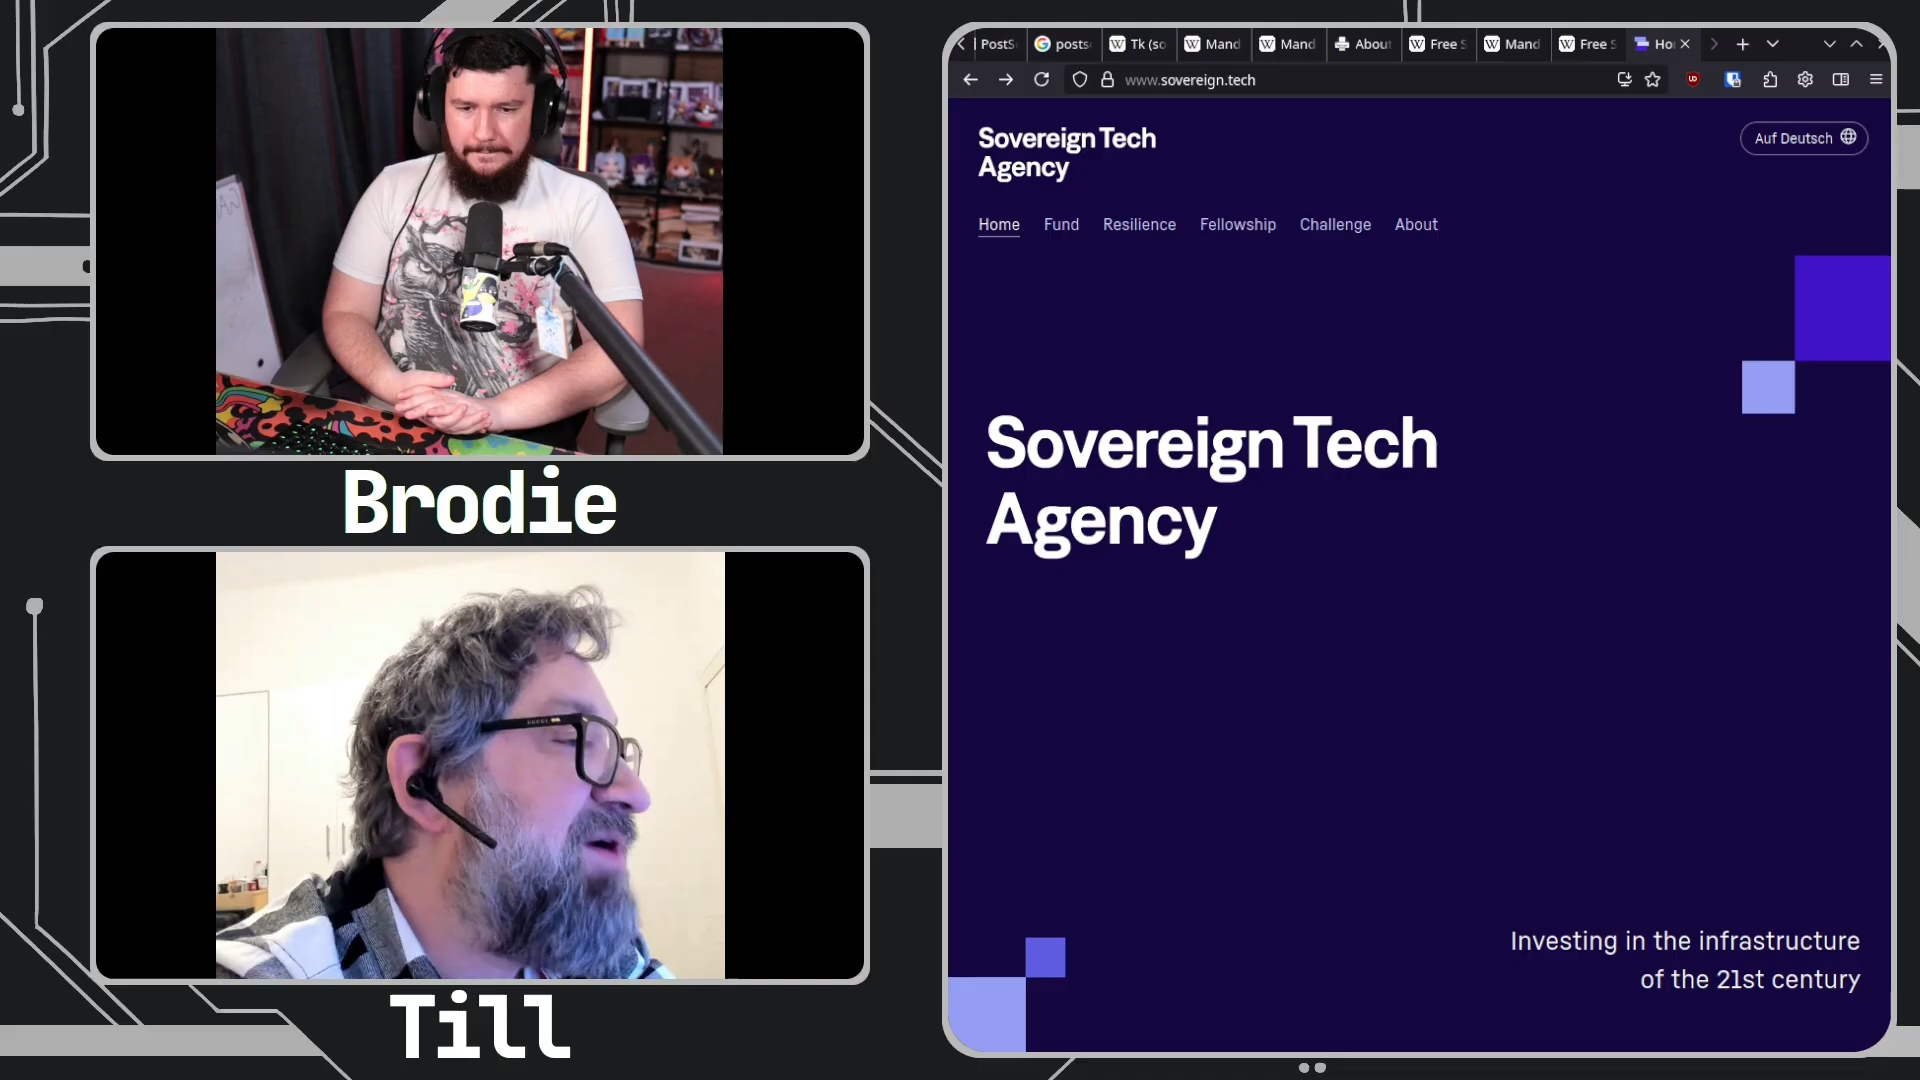 Brodie
Till
PostS
posts
Tk (so
Mand
Mand
About
Free S
Mand
Free S
Ho
www.sovereign.tech
Sovereign Tech
Agency
Auf Deutsch
Home Fund Resilience Fellowship Challenge About
Sovereign Tech
Agency
Investing in the infrastructure
of the 21st century